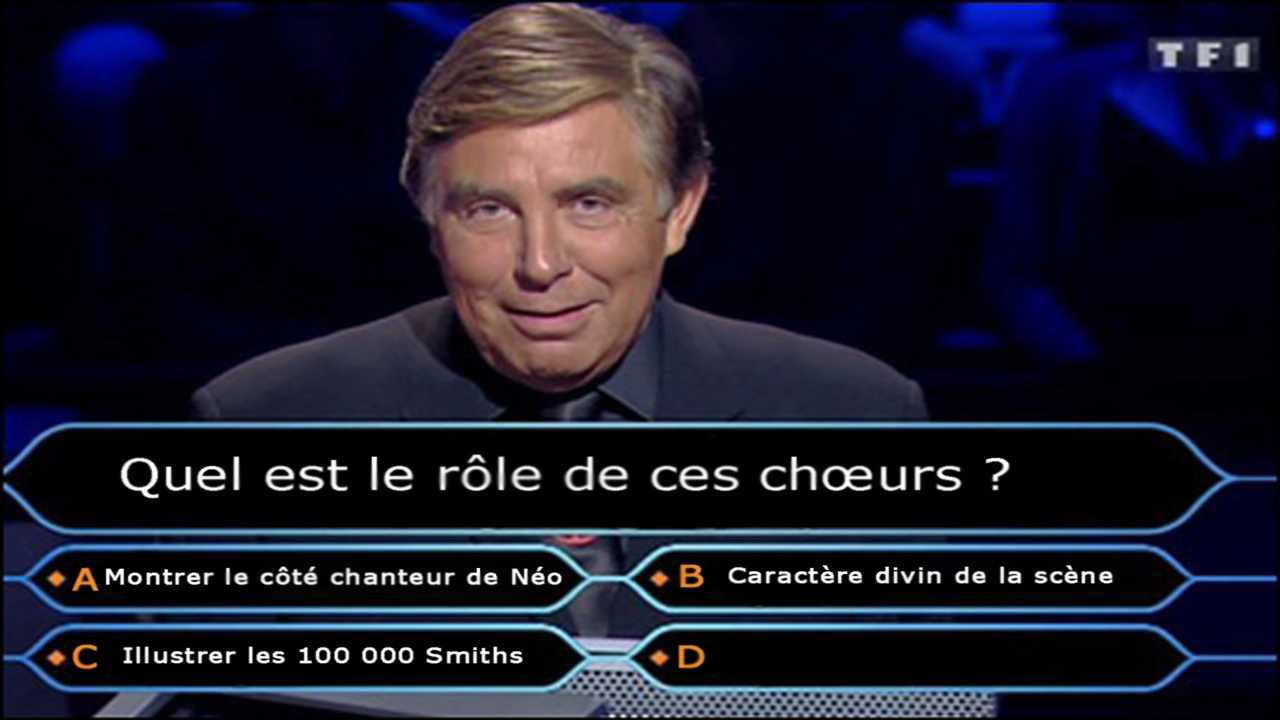 TF1
Quel est le rôle de ces chœurs ?
A Montrer le côté chanteur de Néo
B Caractère divin de la scène
C Illustrer les 100 000 Smiths
D